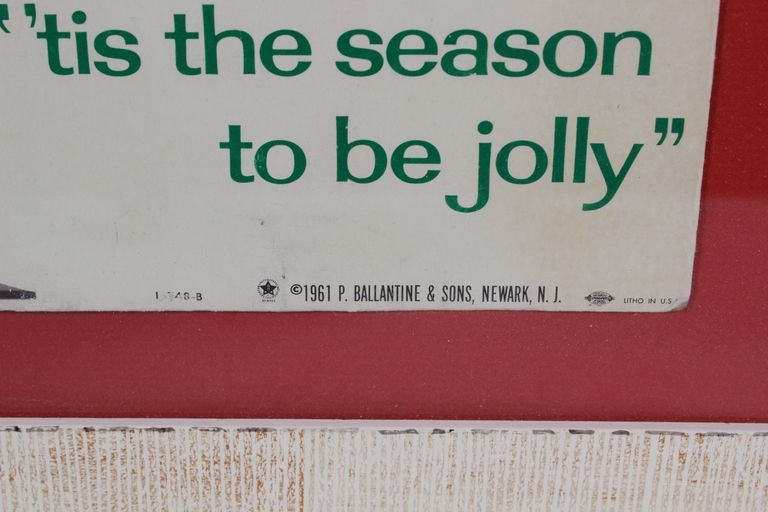 "'tis the season
to be jolly"
©1961 P. BALLANTINE & SONS, NEWARK, N. J.
LITHO IN U.S.